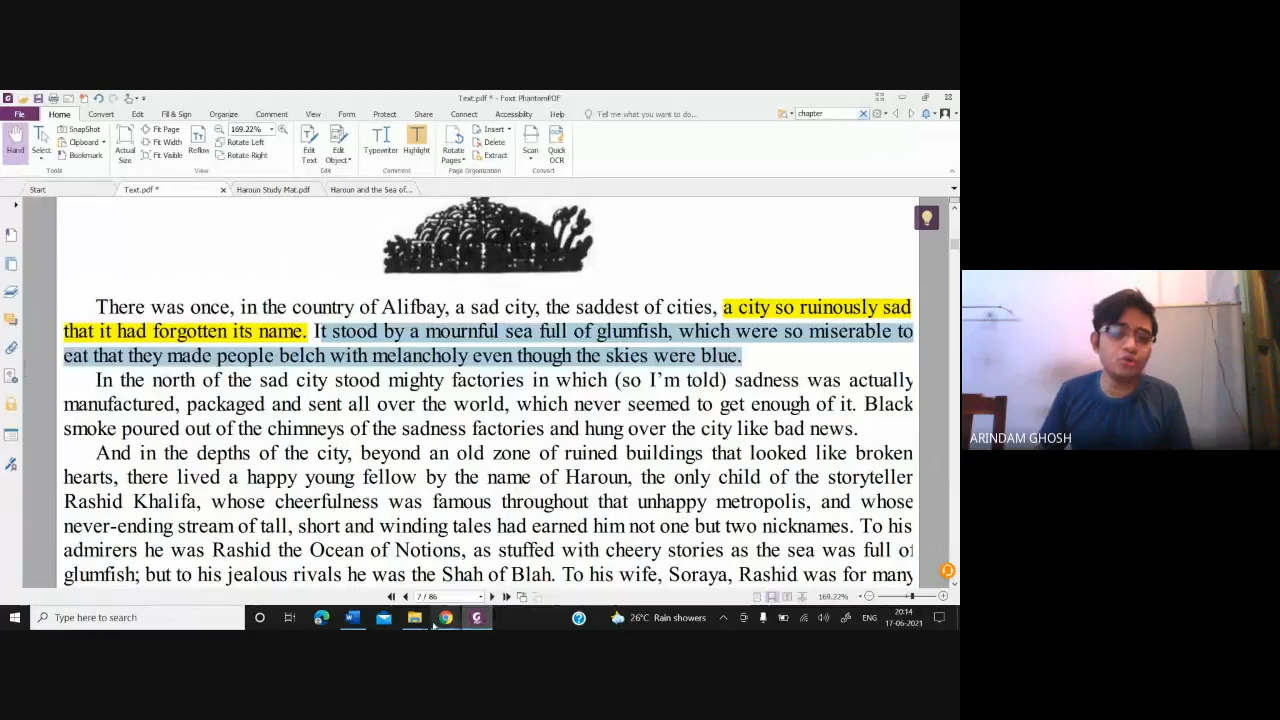 Text.pdf * - Foxit PhantomPDF
File Home Convert Edit Fill & Sign Organize Comment View Form Protect Share Connect Accessibility Help Tell me what you want to do... chapter
Hand Select SnapShot Clipboard Bookmark Actual Size Fit Page Fit Width Fit Visible Reflow 169.22% Rotate Left Rotate Right Edit Text Edit Object Typewriter Highlight Rotate Pages Insert Delete Extract Scan Quick OCR
Tools View Edit Comment Page Organization Convert
Start Text.pdf * Haroun Study Mat.pdf Haroun and the Sea of...
There was once, in the country of Alifbay, a sad city, the saddest of cities, a city so ruinously sad
that it had forgotten its name. It stood by a mournful sea full of glumfish, which were so miserable to
eat that they made people belch with melancholy even though the skies were blue.
In the north of the sad city stood mighty factories in which (so I'm told) sadness was actually
manufactured, packaged and sent all over the world, which never seemed to get enough of it. Black
smoke poured out of the chimneys of the sadness factories and hung over the city like bad news.
And in the depths of the city, beyond an old zone of ruined buildings that looked like broken
hearts, there lived a happy young fellow by the name of Haroun, the only child of the storyteller
Rashid Khalifa, whose cheerfulness was famous throughout that unhappy metropolis, and whose
never-ending stream of tall, short and winding tales had earned him not one but two nicknames. To his
admirers he was Rashid the Ocean of Notions, as stuffed with cheery stories as the sea was full of
glumfish; but to his jealous rivals he was the Shah of Blah. To his wife, Soraya, Rashid was for many
ARINDAM GHOSH
7 / 86 169.22%
Type here to search 26°C Rain showers ENG 20:14
17-06-2021